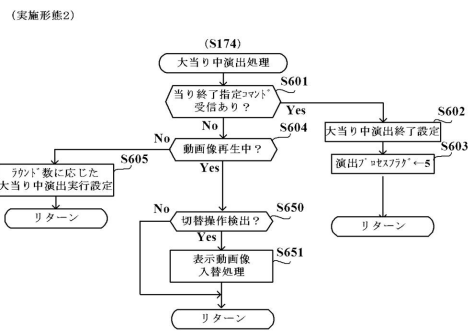 (実施形態2)
(S174)
大当り中演出処理
S601
当り終了指定ｺﾏﾝﾄﾞ
受信あり？
Yes
No
S602
大当り中演出終了設定
S603
演出ﾌﾟﾛｾｽﾌﾗｸﾞ←5
リターン
S604
動画像再生中？
No
Yes
S605
ﾗｳﾝﾄﾞ数に応じた
大当り中演出実行設定
リターン
S650
切替操作検出？
No
Yes
S651
表示動画像
入替処理
リターン